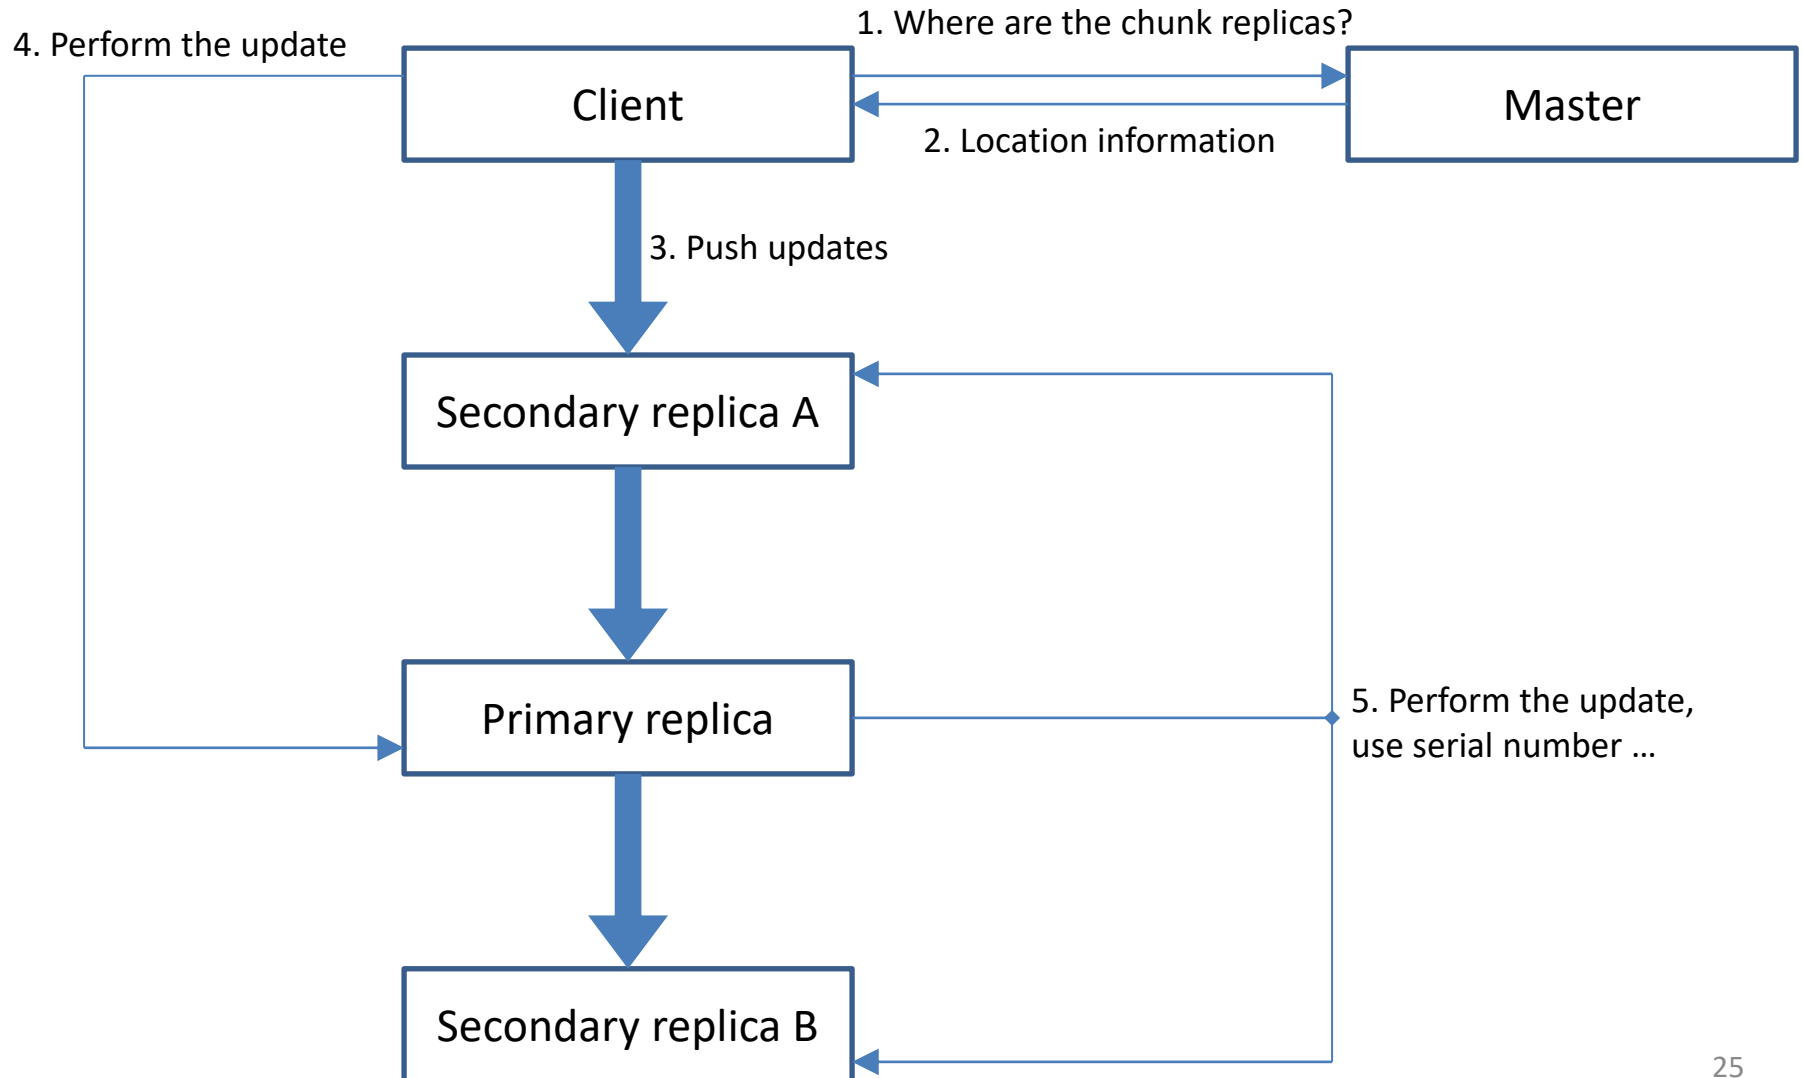 1. Where are the chunk replicas?
4. Perform the update
Client
Master
2. Location information
3. Push updates
Secondary replica A
Primary replica
5. Perform the update,
use serial number …
Secondary replica B
25